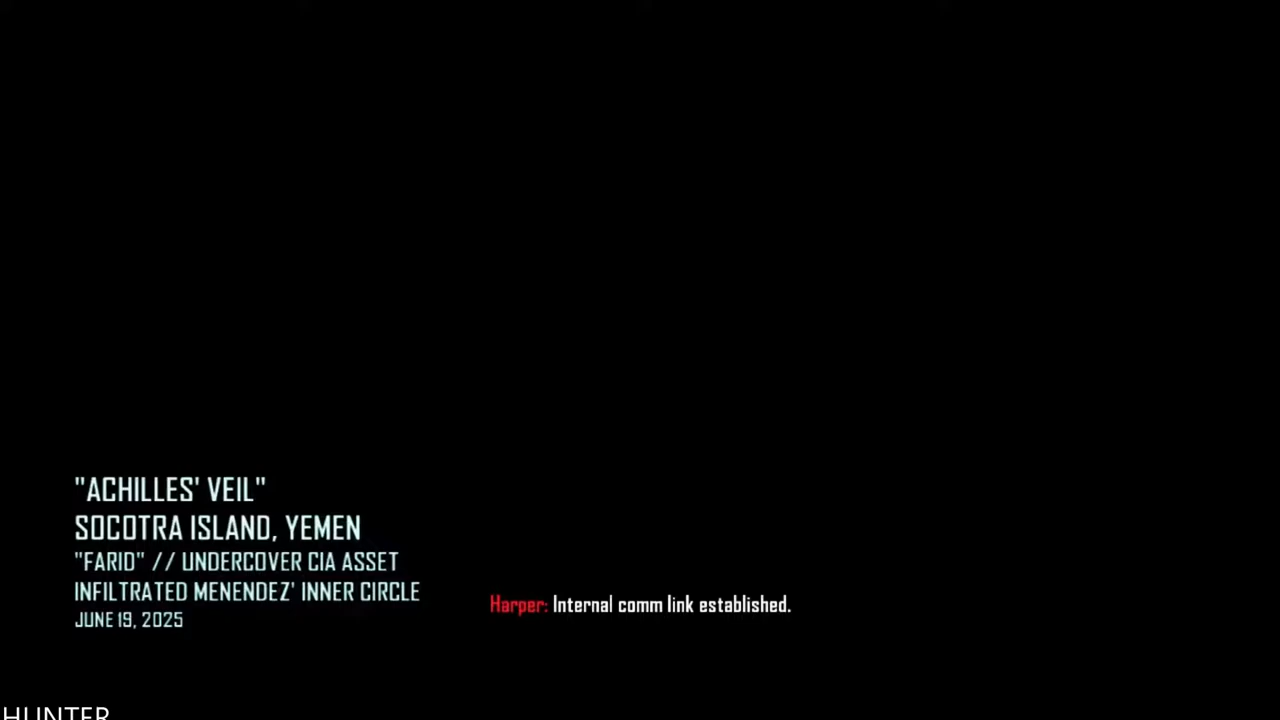 "ACHILLES' VEIL"
SOCOTRA ISLAND, YEMEN
"FARID" // UNDERCOVER CIA ASSET
INFILTRATED MENENDEZ' INNER CIRCLE
Harper: Internal comm link established.
JUNE 19, 2025
HUNTER